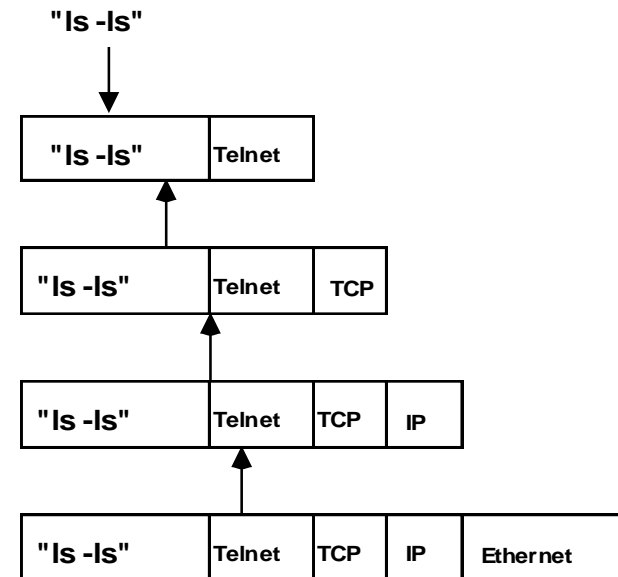 "ls -ls"
"ls -ls" Telnet
"ls -ls" Telnet TCP
"ls -ls" Telnet TCP IP
"ls -ls" Telnet TCP IP Ethernet